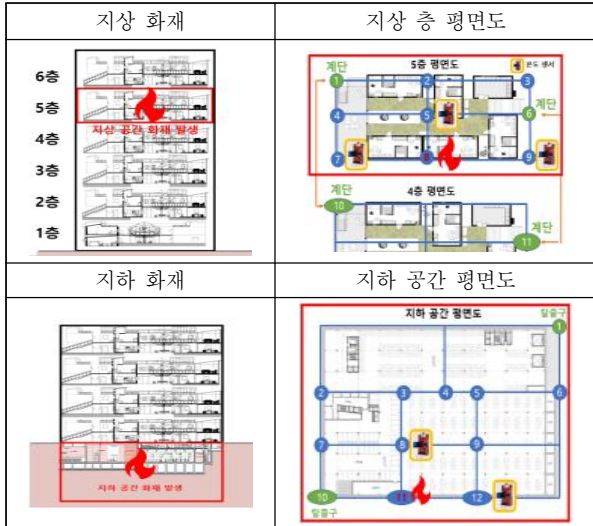 지상 화재
지상 층 평면도
6층
5층
4층
3층
2층
1층
지상 공간 화재 발생
5층 평면도
온도 센서
계단
1
2
3
계단
4
5
6
7
8
9
4층 평면도
10
계단
11
지하 화재
지하 공간 평면도
지하 공간 화재 발생
지하 공간 평면도
탈출구
1
2
3
4
5
6
7
8
9
10
11
12
탈출구